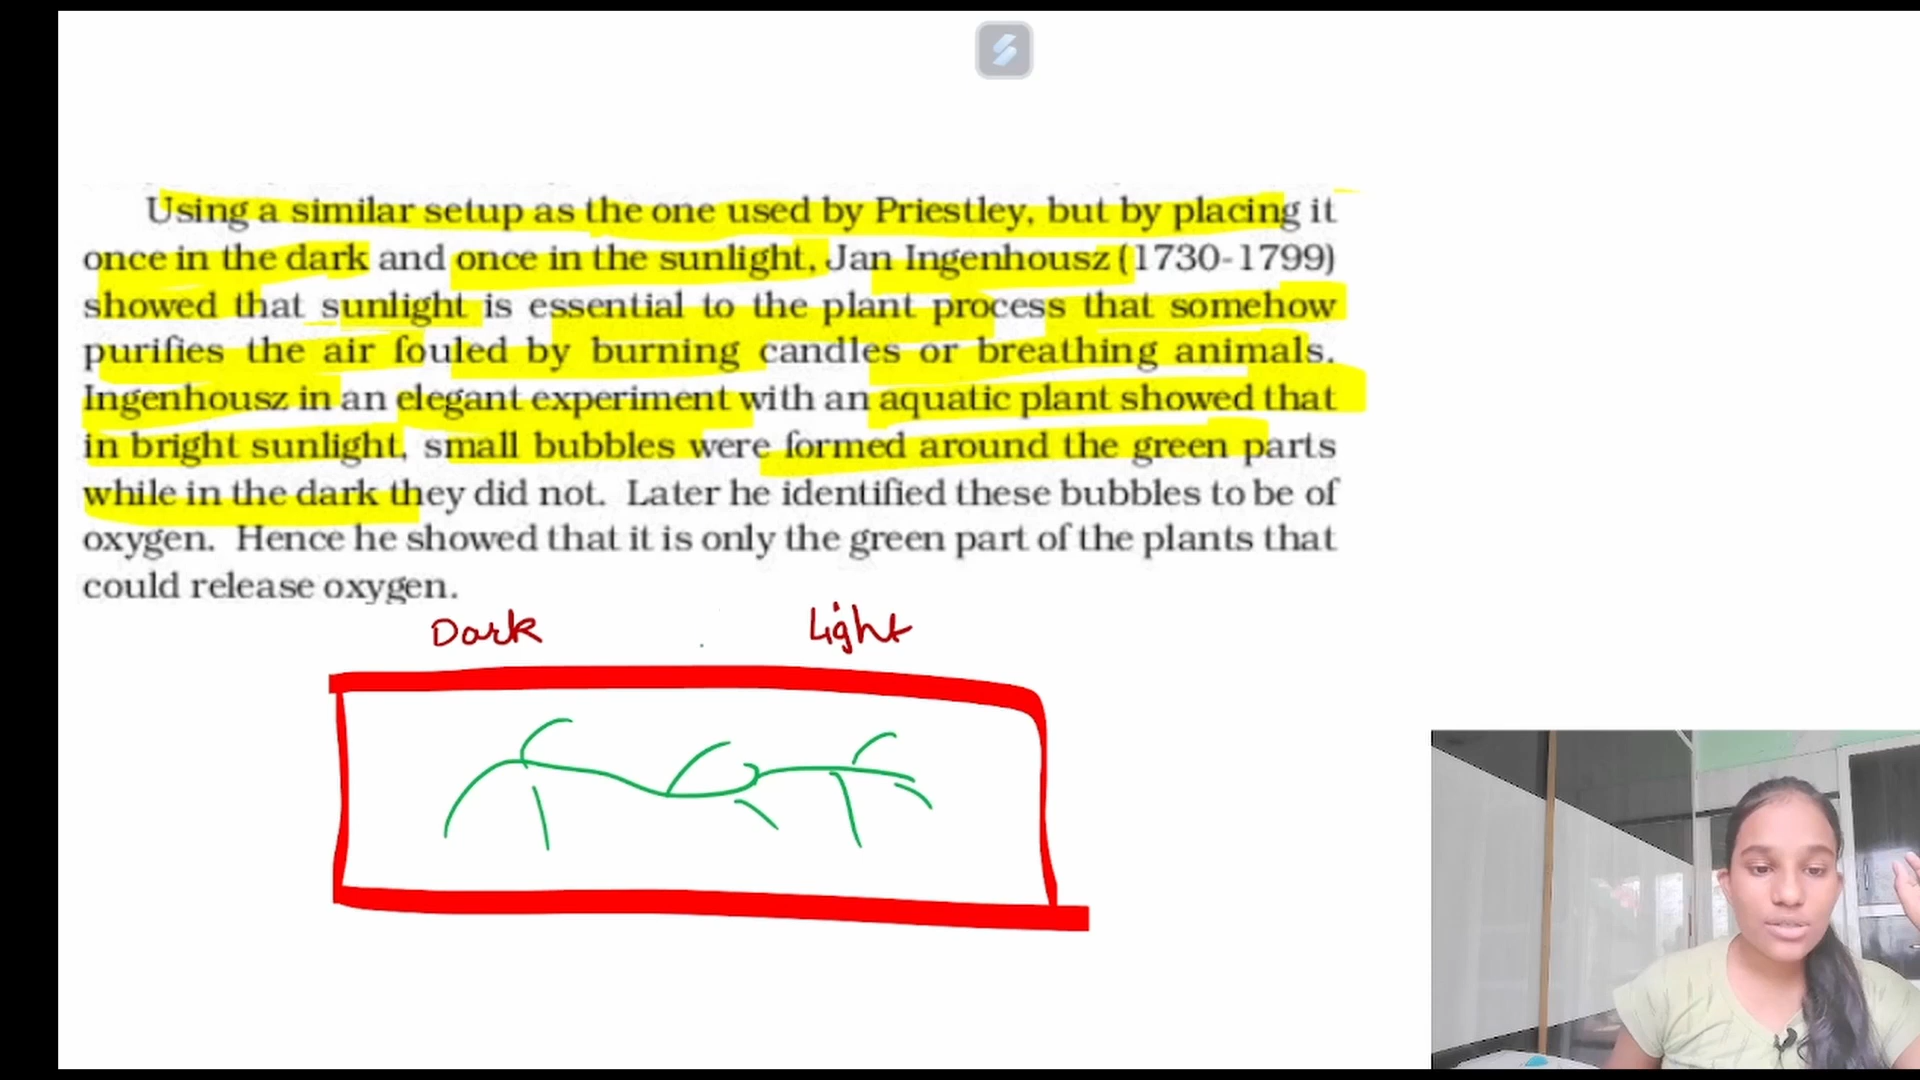 Using a similar setup as the one used by Priestley, but by placing it
once in the dark and once in the sunlight, Jan Ingenhousz (1730-1799)
showed that sunlight is essential to the plant process that somehow
purifies the air fouled by burning candles or breathing animals.
Ingenhousz in an elegant experiment with an aquatic plant showed that
in bright sunlight, small bubbles were formed around the green parts
while in the dark they did not. Later he identified these bubbles to be of
oxygen. Hence he showed that it is only the green part of the plants that
could release oxygen.
Dark Light